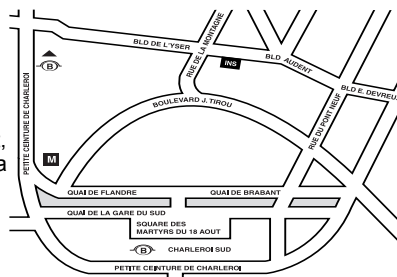 BLD DE L'YSER
RUE DE LA MONTAGNE
INS
BLD AUDENT
BLD E. DEVREUX
B
PETITE CEINTURE DE CHARLEROI
BOULEVARD J. TIROU
RUE DU PONT NEUF
,
a
M
QUAI DE FLANDRE
QUAI DE BRABANT
QUAI DE LA GARE DU SUD
SQUARE DES
MARTYRS DU 18 AOUT
B
CHARLEROI SUD
PETITE CEINTURE DE CHARLEROI